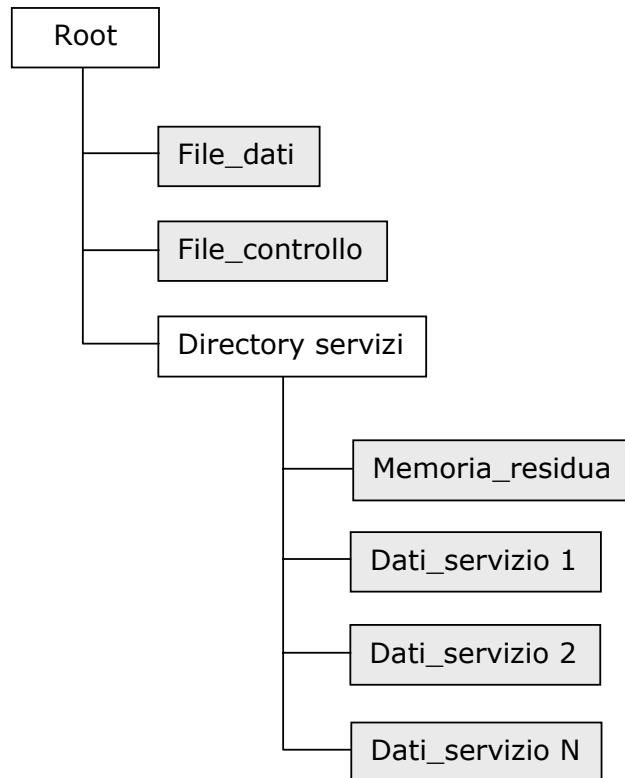 Root
File_dati
File_controllo
Directory servizi
Memoria_residua
Dati_servizio 1
Dati_servizio 2
Dati_servizio N